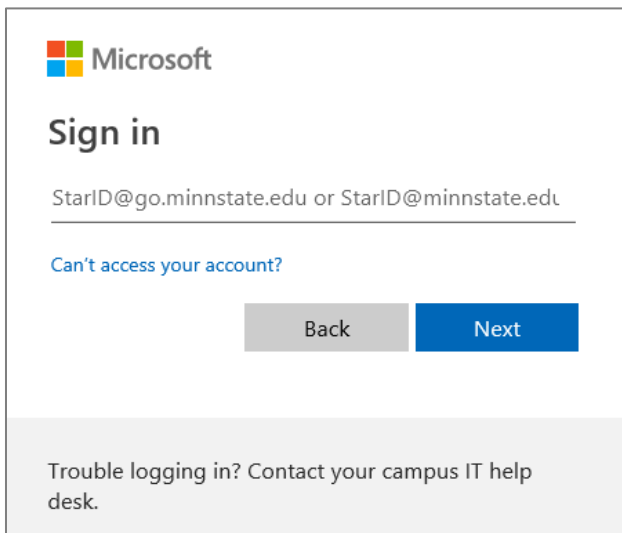 Microsoft
Sign in
StarID@go.minnstate.edu or StarID@minnstate.edu
Can't access your account?
Back Next
Trouble logging in? Contact your campus IT help
desk.